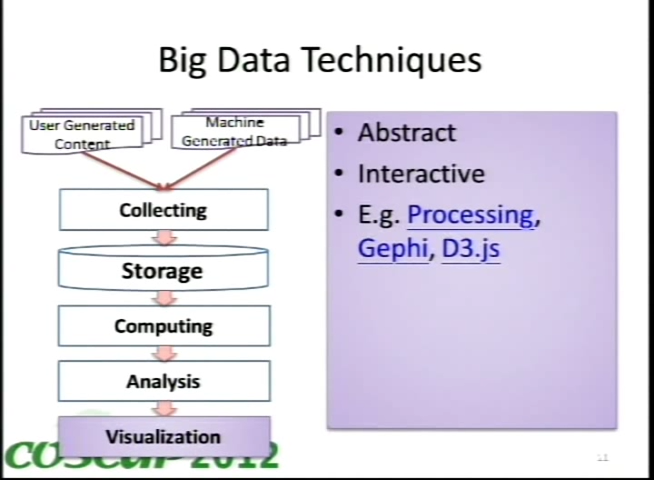 Big Data Techniques
User Generated
Content
Machine
Generated Data
Collecting
Storage
Computing
Analysis
Visualization
• Abstract
• Interactive
• E.g. Processing,
Gephi, D3.js
COSCUP 2012